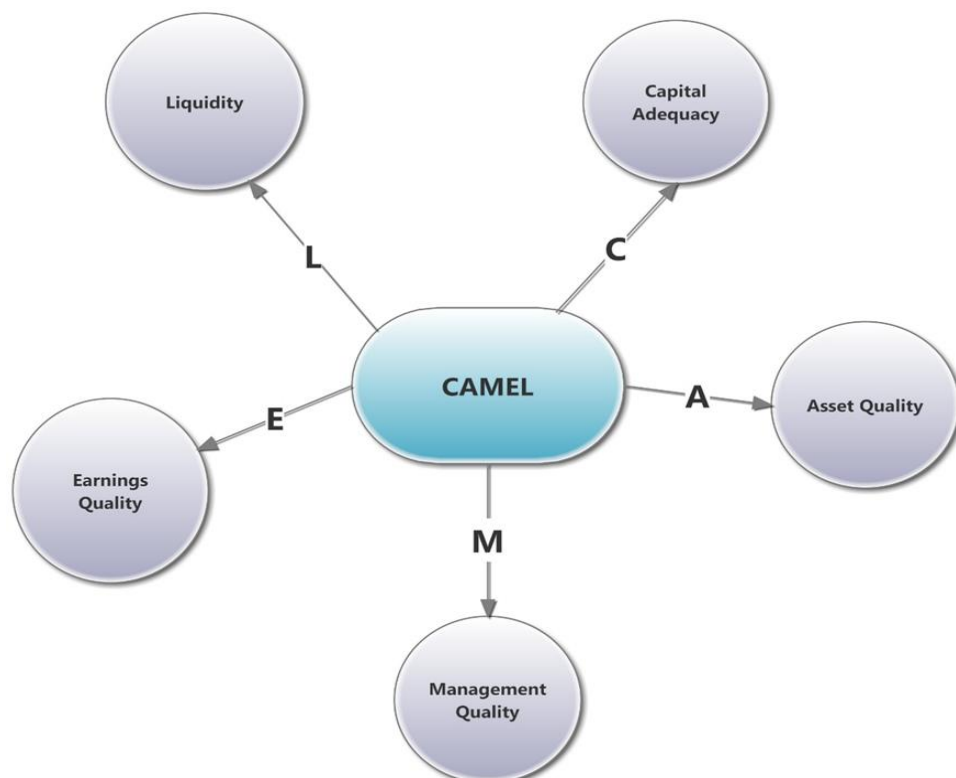 Liquidity
Capital
Adequacy
L
C
CAMEL
A
Asset Quality
E
Earnings
Quality
M
Management
Quality